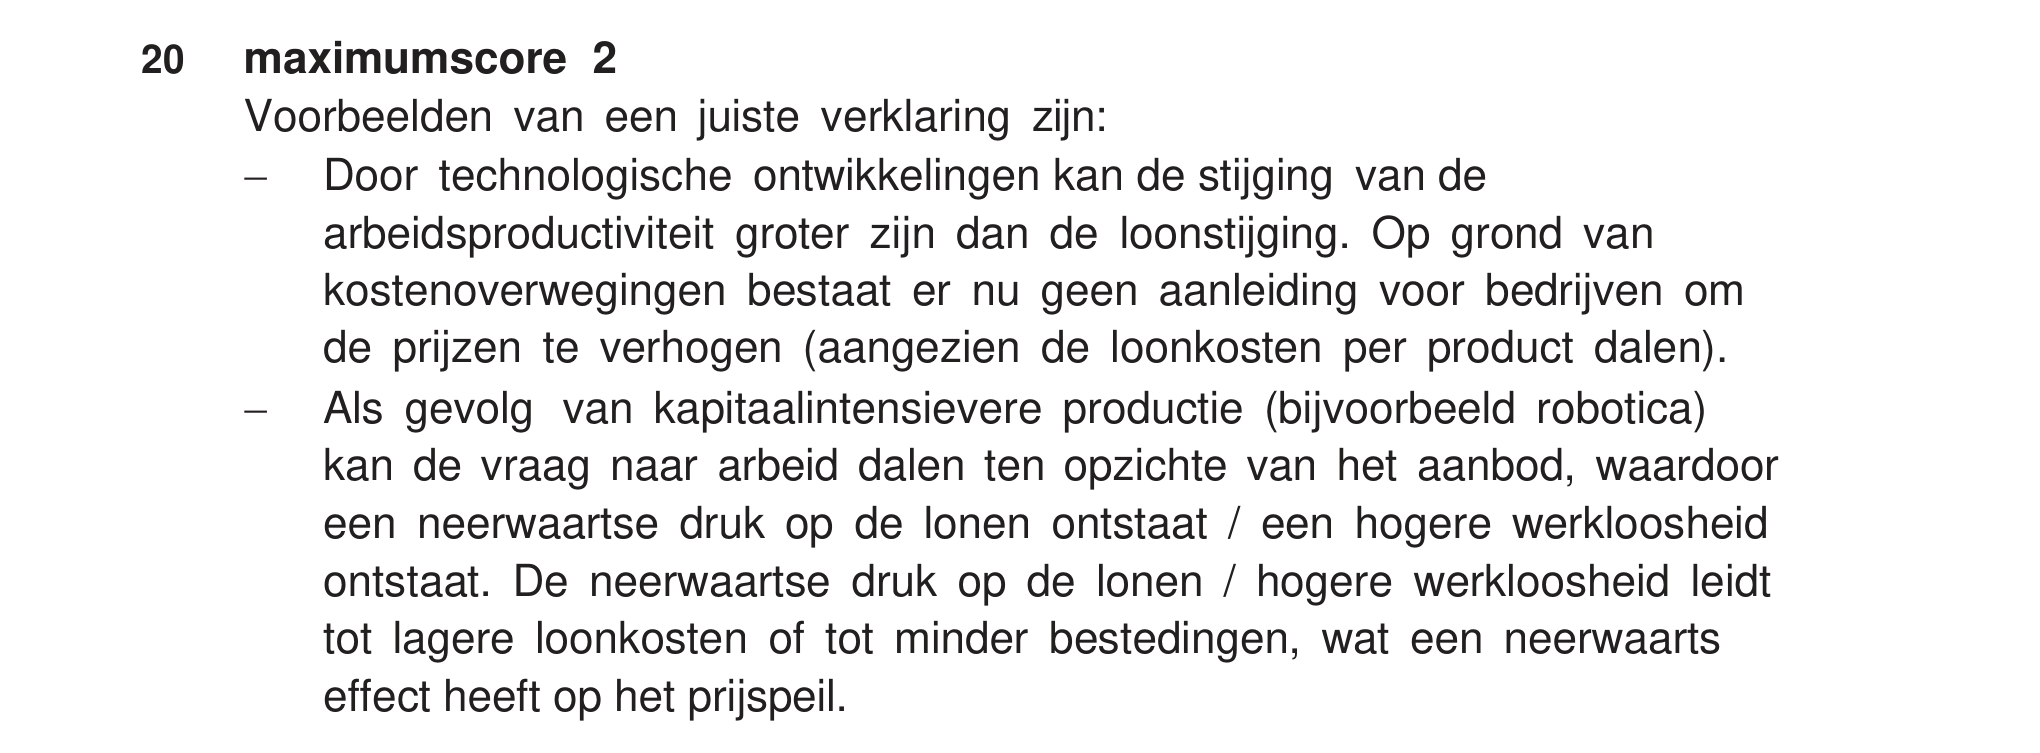 20 maximumscore 2
Voorbeelden van een juiste verklaring zijn:
– Door technologische ontwikkelingen kan de stijging van de
arbeidsproductiviteit groter zijn dan de loonstijging. Op grond van
kostenoverwegingen bestaat er nu geen aanleiding voor bedrijven om
de prijzen te verhogen (aangezien de loonkosten per product dalen).
– Als gevolg van kapitaalintensievere productie (bijvoorbeeld robotica)
kan de vraag naar arbeid dalen ten opzichte van het aanbod, waardoor
een neerwaartse druk op de lonen ontstaat / een hogere werkloosheid
ontstaat. De neerwaartse druk op de lonen / hogere werkloosheid leidt
tot lagere loonkosten of tot minder bestedingen, wat een neerwaarts
effect heeft op het prijspeil.